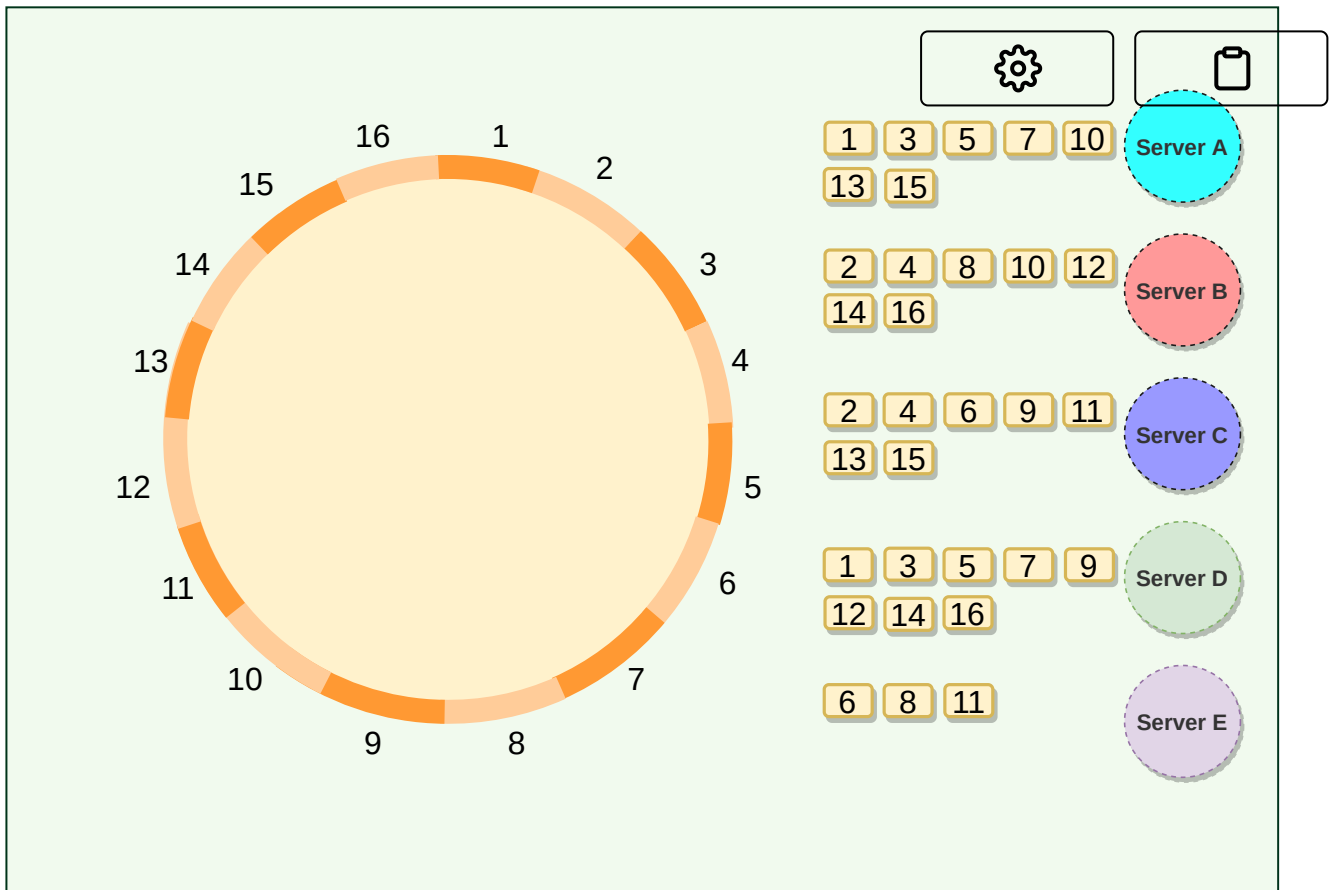 16 1
15 2
14 3
13 4
12 5
11 6
10 7
9 8
1 3 5 7 10
13 15
Server A
2 4 8 10 12
14 16
Server B
2 4 6 9 11
13 15
Server C
1 3 5 7 9
12 14 16
Server D
6 8 11
Server E